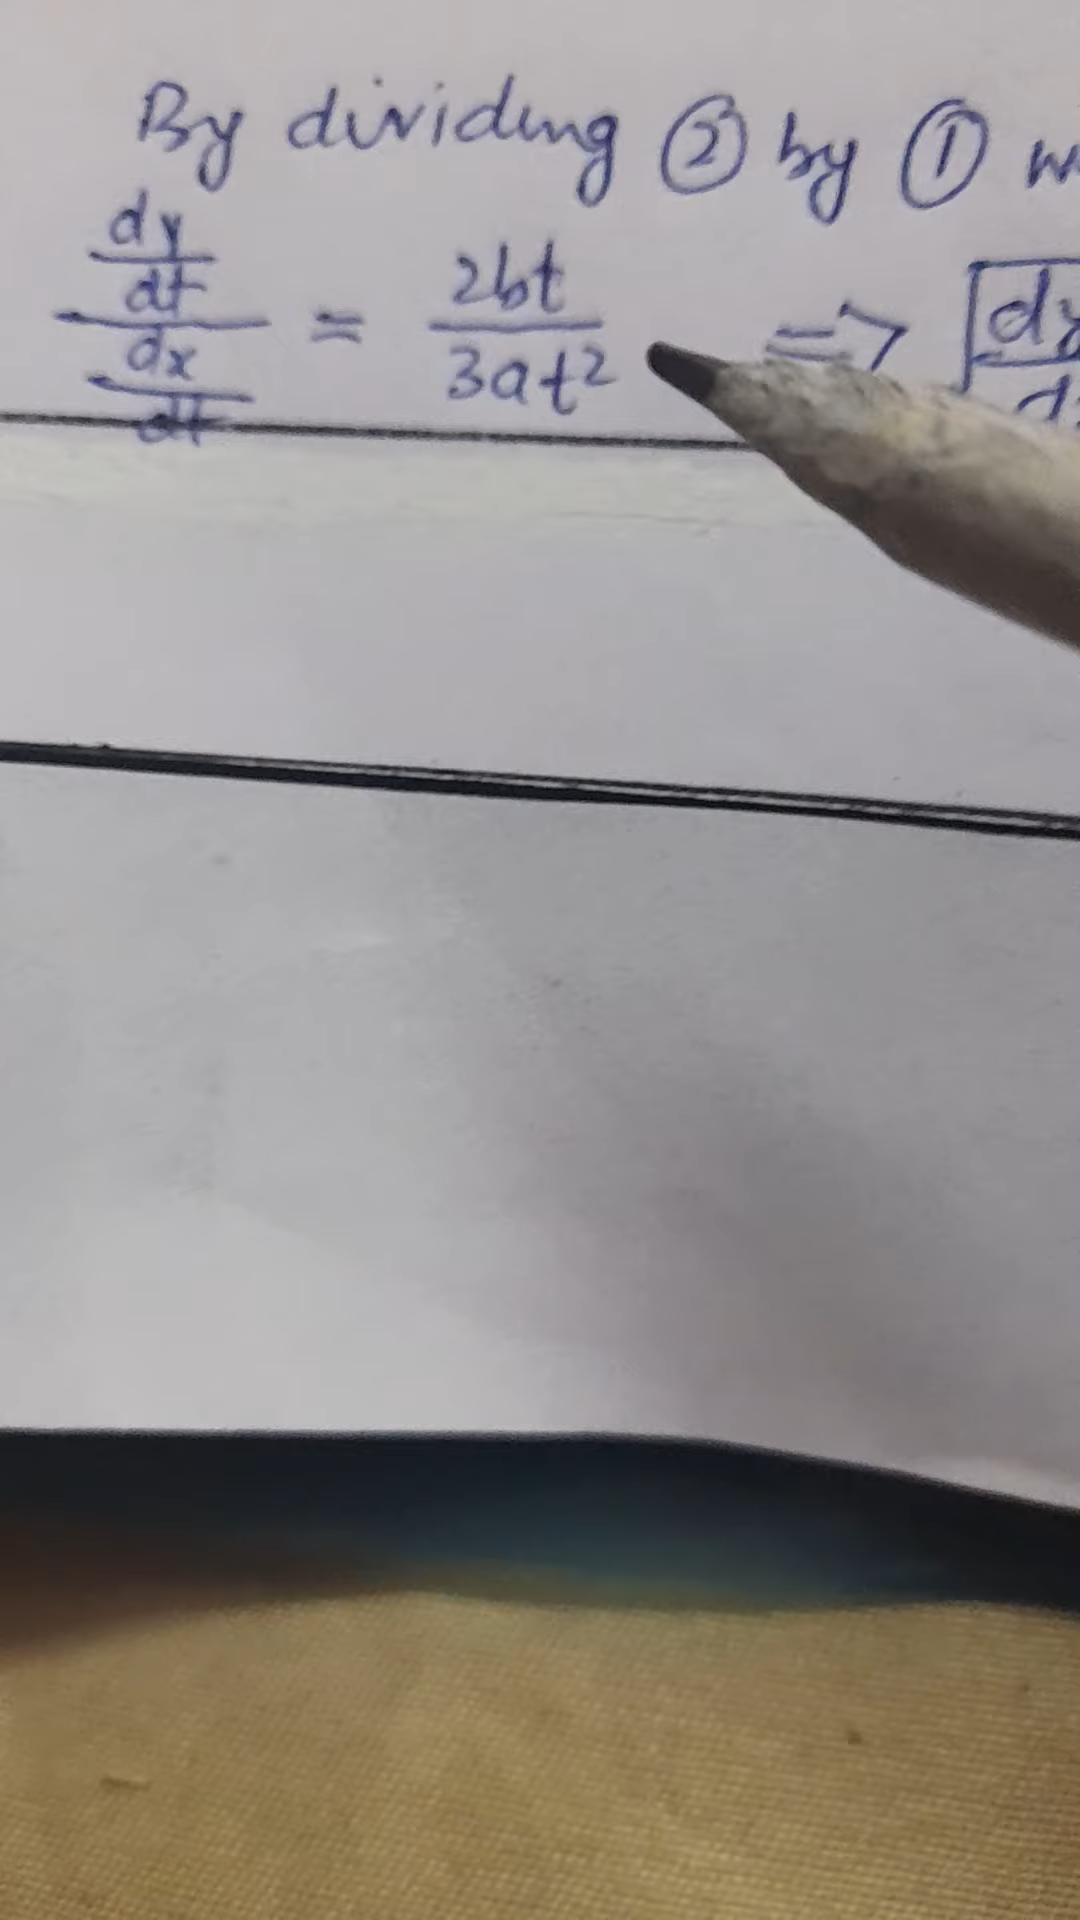 By dividing ② by ①
dy/dt / dx/dt = 2bt / 3at² => dy